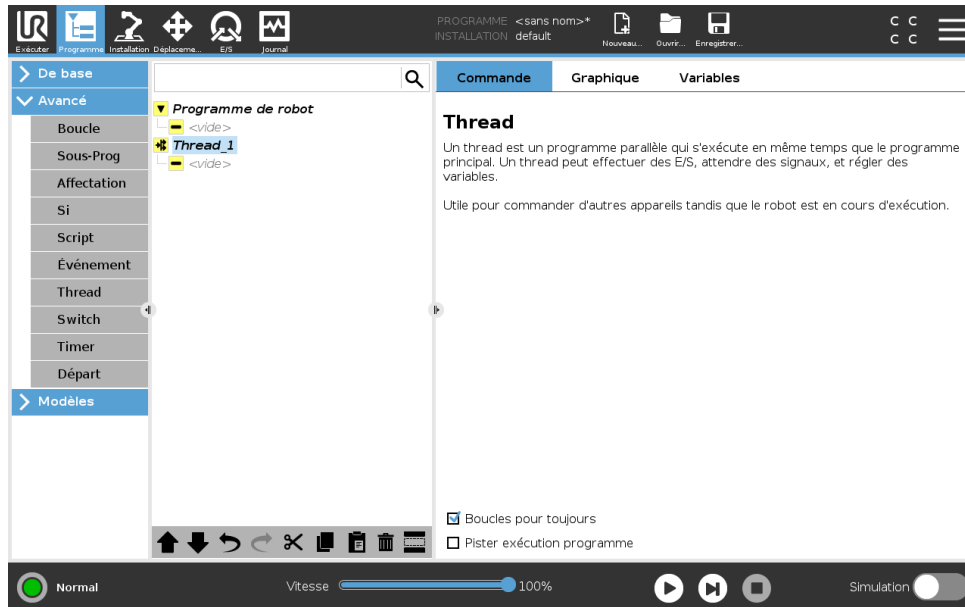 Exécuter
Programme
Installation
Déplaceme...
E/S
Journal
PROGRAMME <sans nom>*
INSTALLATION default
Nouveau...
Ouvrir...
Enregistrer...
C C
C C
De base
Avancé
Boucle
Sous-Prog
Affectation
Si
Script
Événement
Thread
Switch
Timer
Départ
Modèles
Programme de robot
<vide>
Thread_1
<vide>
Commande Graphique Variables
Thread
Un thread est un programme parallèle qui s'exécute en même temps que le programme
principal. Un thread peut effectuer des E/S, attendre des signaux, et régler des
variables.
Utile pour commander d'autres appareils tandis que le robot est en cours d'exécution.
Boucles pour toujours
Pister exécution programme
Normal
Vitesse 100%
Simulation